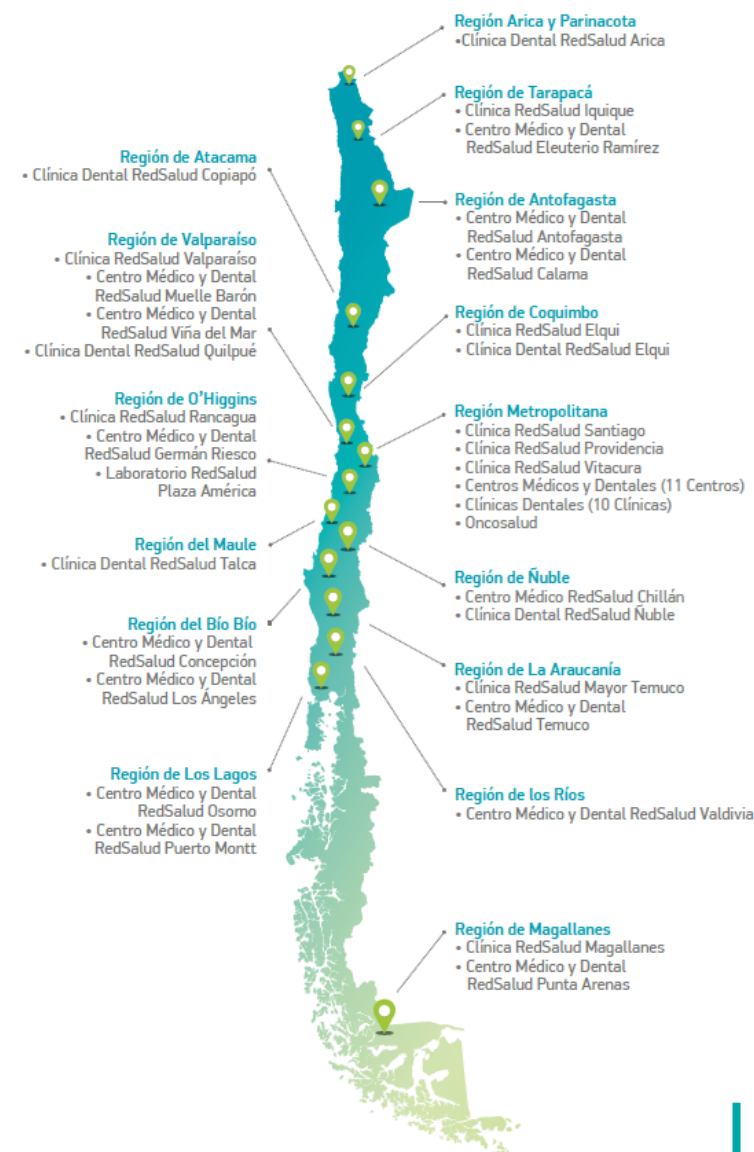 Región Arica y Parinacota
•Clínica Dental RedSalud Arica
Región de Tarapacá
• Clínica RedSalud Iquique
• Centro Médico y Dental
RedSalud Eleuterio Ramírez
Región de Atacama
• Clínica Dental RedSalud Copiapó
Región de Antofagasta
• Centro Médico y Dental
RedSalud Antofagasta
• Centro Médico y Dental
RedSalud Calama
Región de Valparaíso
• Clínica RedSalud Valparaíso
• Centro Médico y Dental
RedSalud Muelle Barón
• Centro Médico y Dental
RedSalud Viña del Mar
• Clínica Dental RedSalud Quilpué
Región de Coquimbo
• Clínica RedSalud Elqui
• Clínica Dental RedSalud Elqui
Región de O'Higgins
• Clínica RedSalud Rancagua
• Centro Médico y Dental
RedSalud Germán Riesco
• Laboratorio RedSalud
Plaza América
Región Metropolitana
• Clínica RedSalud Santiago
• Clínica RedSalud Providencia
• Clínica RedSalud Vitacura
• Centros Médicos y Dentales (11 Centros)
• Clínicas Dentales (10 Clínicas)
• Oncosalud
Región del Maule
• Clínica Dental RedSalud Talca
Región de Ñuble
• Centro Médico RedSalud Chillán
• Clínica Dental RedSalud Ñuble
Región del Bío Bío
• Centro Médico y Dental
RedSalud Concepción
• Centro Médico y Dental
RedSalud Los Ángeles
Región de La Araucanía
• Clínica RedSalud Mayor Temuco
• Centro Médico y Dental
RedSalud Temuco
Región de Los Lagos
• Centro Médico y Dental
RedSalud Osorno
• Centro Médico y Dental
RedSalud Puerto Montt
Región de los Ríos
• Centro Médico y Dental RedSalud Valdivia
Región de Magallanes
• Clínica RedSalud Magallanes
• Centro Médico y Dental
RedSalud Punta Arenas